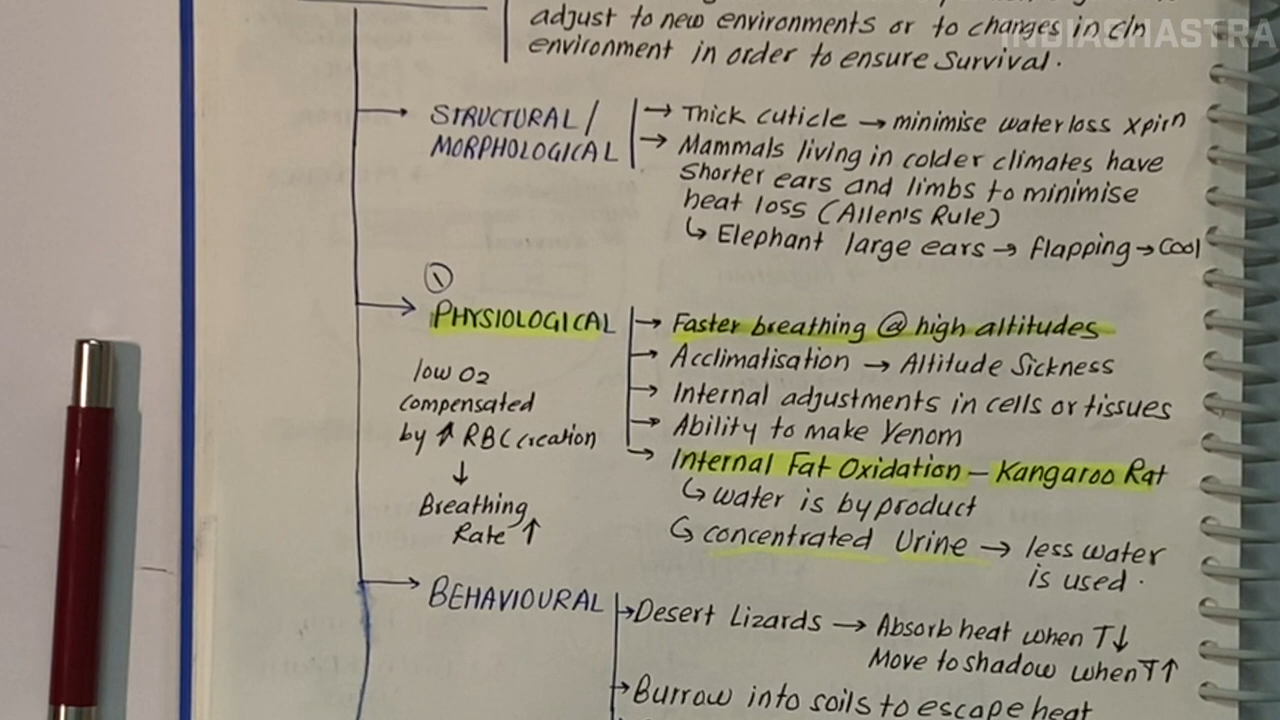 adjust to new environments or to changes in c/n
INDIASHASTRA
environment in order to ensure survival.
STRUCTURAL /
MORPHOLOGICAL
→ Thick cuticle → minimise water loss xpirn
→ Mammals living in colder climates have
shorter ears and limbs to minimise
heat loss (Allen's Rule)
↳ Elephant large ears → flapping → Cool
①
PHYSIOLOGICAL
→ Faster breathing @ high altitudes
→ Acclimatisation → Altitude Sickness
→ Internal adjustments in cells or tissues
→ Ability to make Venom
→ Internal Fat Oxidation – Kangaroo Rat
↳ water is by product
↳ concentrated Urine → less water
is used.
low O2
compensated
by ↑ RBC creation
↓
Breathing
Rate ↑
BEHAVIOURAL
→ Desert Lizards → Absorb heat when T↓
Move to shadow when T↑
→ Burrow into soils to escape heat